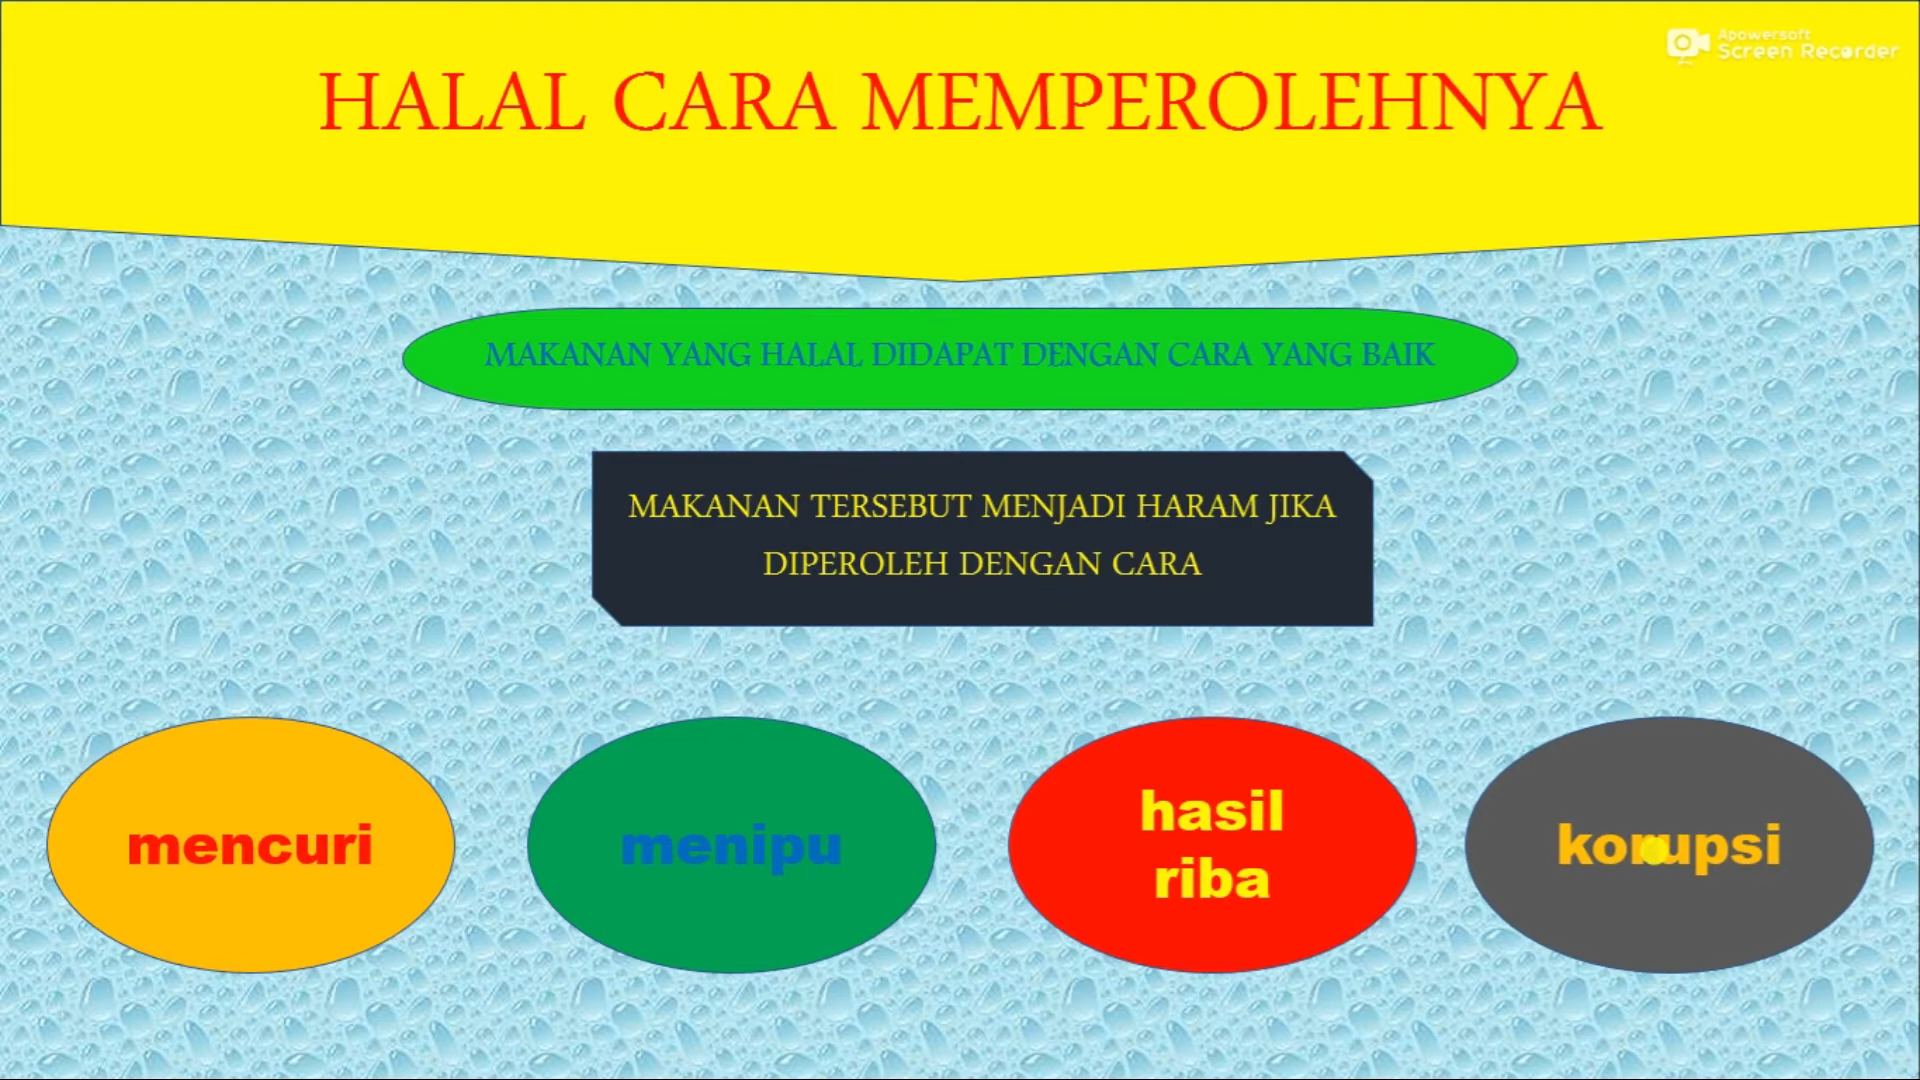 Apowersoft
Screen Recorder
HALAL CARA MEMPEROLEHNYA
MAKANAN YANG HALAL DIDAPAT DENGAN CARA YANG BAIK
MAKANAN TERSEBUT MENJADI HARAM JIKA
DIPEROLEH DENGAN CARA
mencuri
menipu
hasil
riba
korupsi